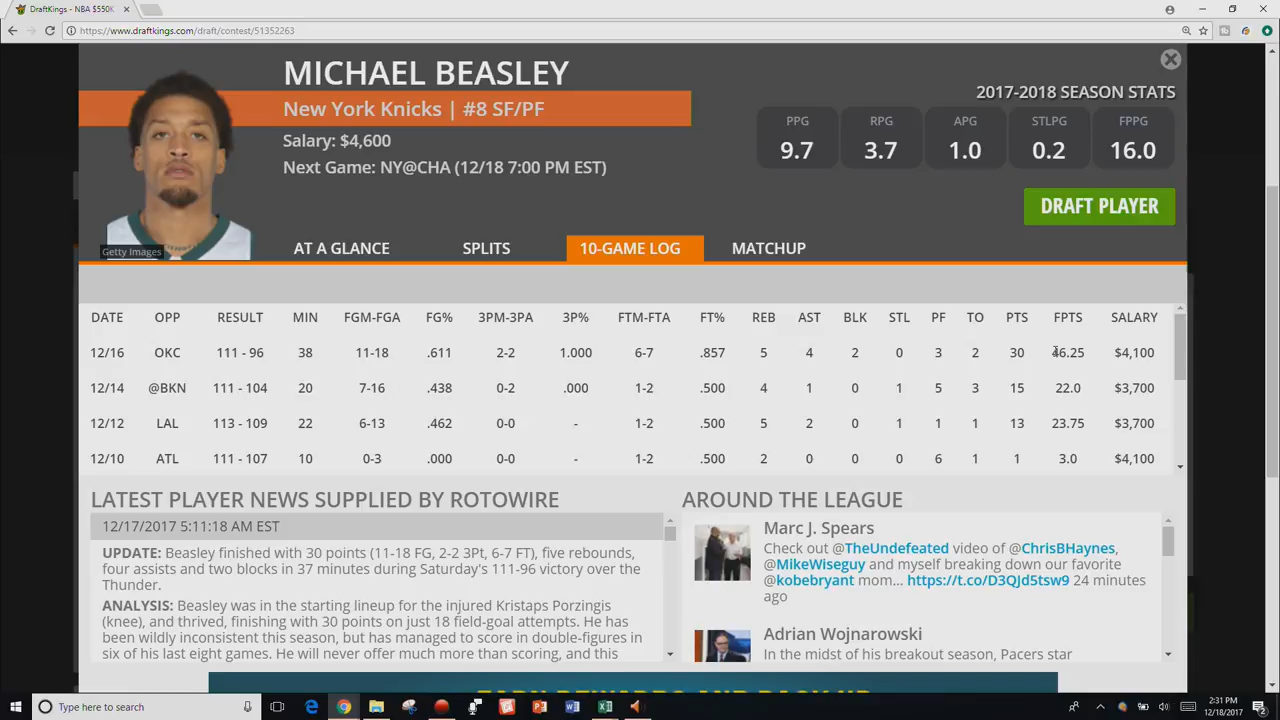 DraftKings - NBA $550K
https://www.draftkings.com/draft/contest/51352263
MICHAEL BEASLEY
New York Knicks | #8 SF/PF
Salary: $4,600
Next Game: NY@CHA (12/18 7:00 PM EST)
2017-2018 SEASON STATS
PPG RPG APG STLPG FPPG
9.7 3.7 1.0 0.2 16.0
DRAFT PLAYER
Getty Images
AT A GLANCE SPLITS 10-GAME LOG MATCHUP
DATE OPP RESULT MIN FGM-FGA FG% 3PM-3PA 3P% FTM-FTA FT% REB AST BLK STL PF TO PTS FPTS SALARY
12/16 OKC 111 - 96 38 11-18 .611 2-2 1.000 6-7 .857 5 4 2 0 3 2 30 46.25 $4,100
12/14 @BKN 111 - 104 20 7-16 .438 0-2 .000 1-2 .500 4 1 0 1 5 3 15 22.0 $3,700
12/12 LAL 113 - 109 22 6-13 .462 0-0 - 1-2 .500 5 2 0 1 1 1 13 23.75 $3,700
12/10 ATL 111 - 107 10 0-3 .000 0-0 - 1-2 .500 2 0 0 0 6 1 1 3.0 $4,100
LATEST PLAYER NEWS SUPPLIED BY ROTOWIRE
12/17/2017 5:11:18 AM EST
UPDATE: Beasley finished with 30 points (11-18 FG, 2-2 3Pt, 6-7 FT), five rebounds,
four assists and two blocks in 37 minutes during Saturday's 111-96 victory over the
Thunder.
ANALYSIS: Beasley was in the starting lineup for the injured Kristaps Porzingis
(knee), and thrived, finishing with 30 points on just 18 field-goal attempts. He has
been wildly inconsistent this season, but has managed to score in double-figures in
six of his last eight games. He will never offer much more than scoring, and this
AROUND THE LEAGUE
Marc J. Spears
Check out @TheUndefeated video of @ChrisBHaynes,
@MikeWiseguy and myself breaking down our favorite
@kobebryant mom... https://t.co/D3QJd5tsw9 24 minutes
ago
Adrian Wojnarowski
In the midst of his breakout season, Pacers star
Type here to search
2:31 PM
12/18/2017